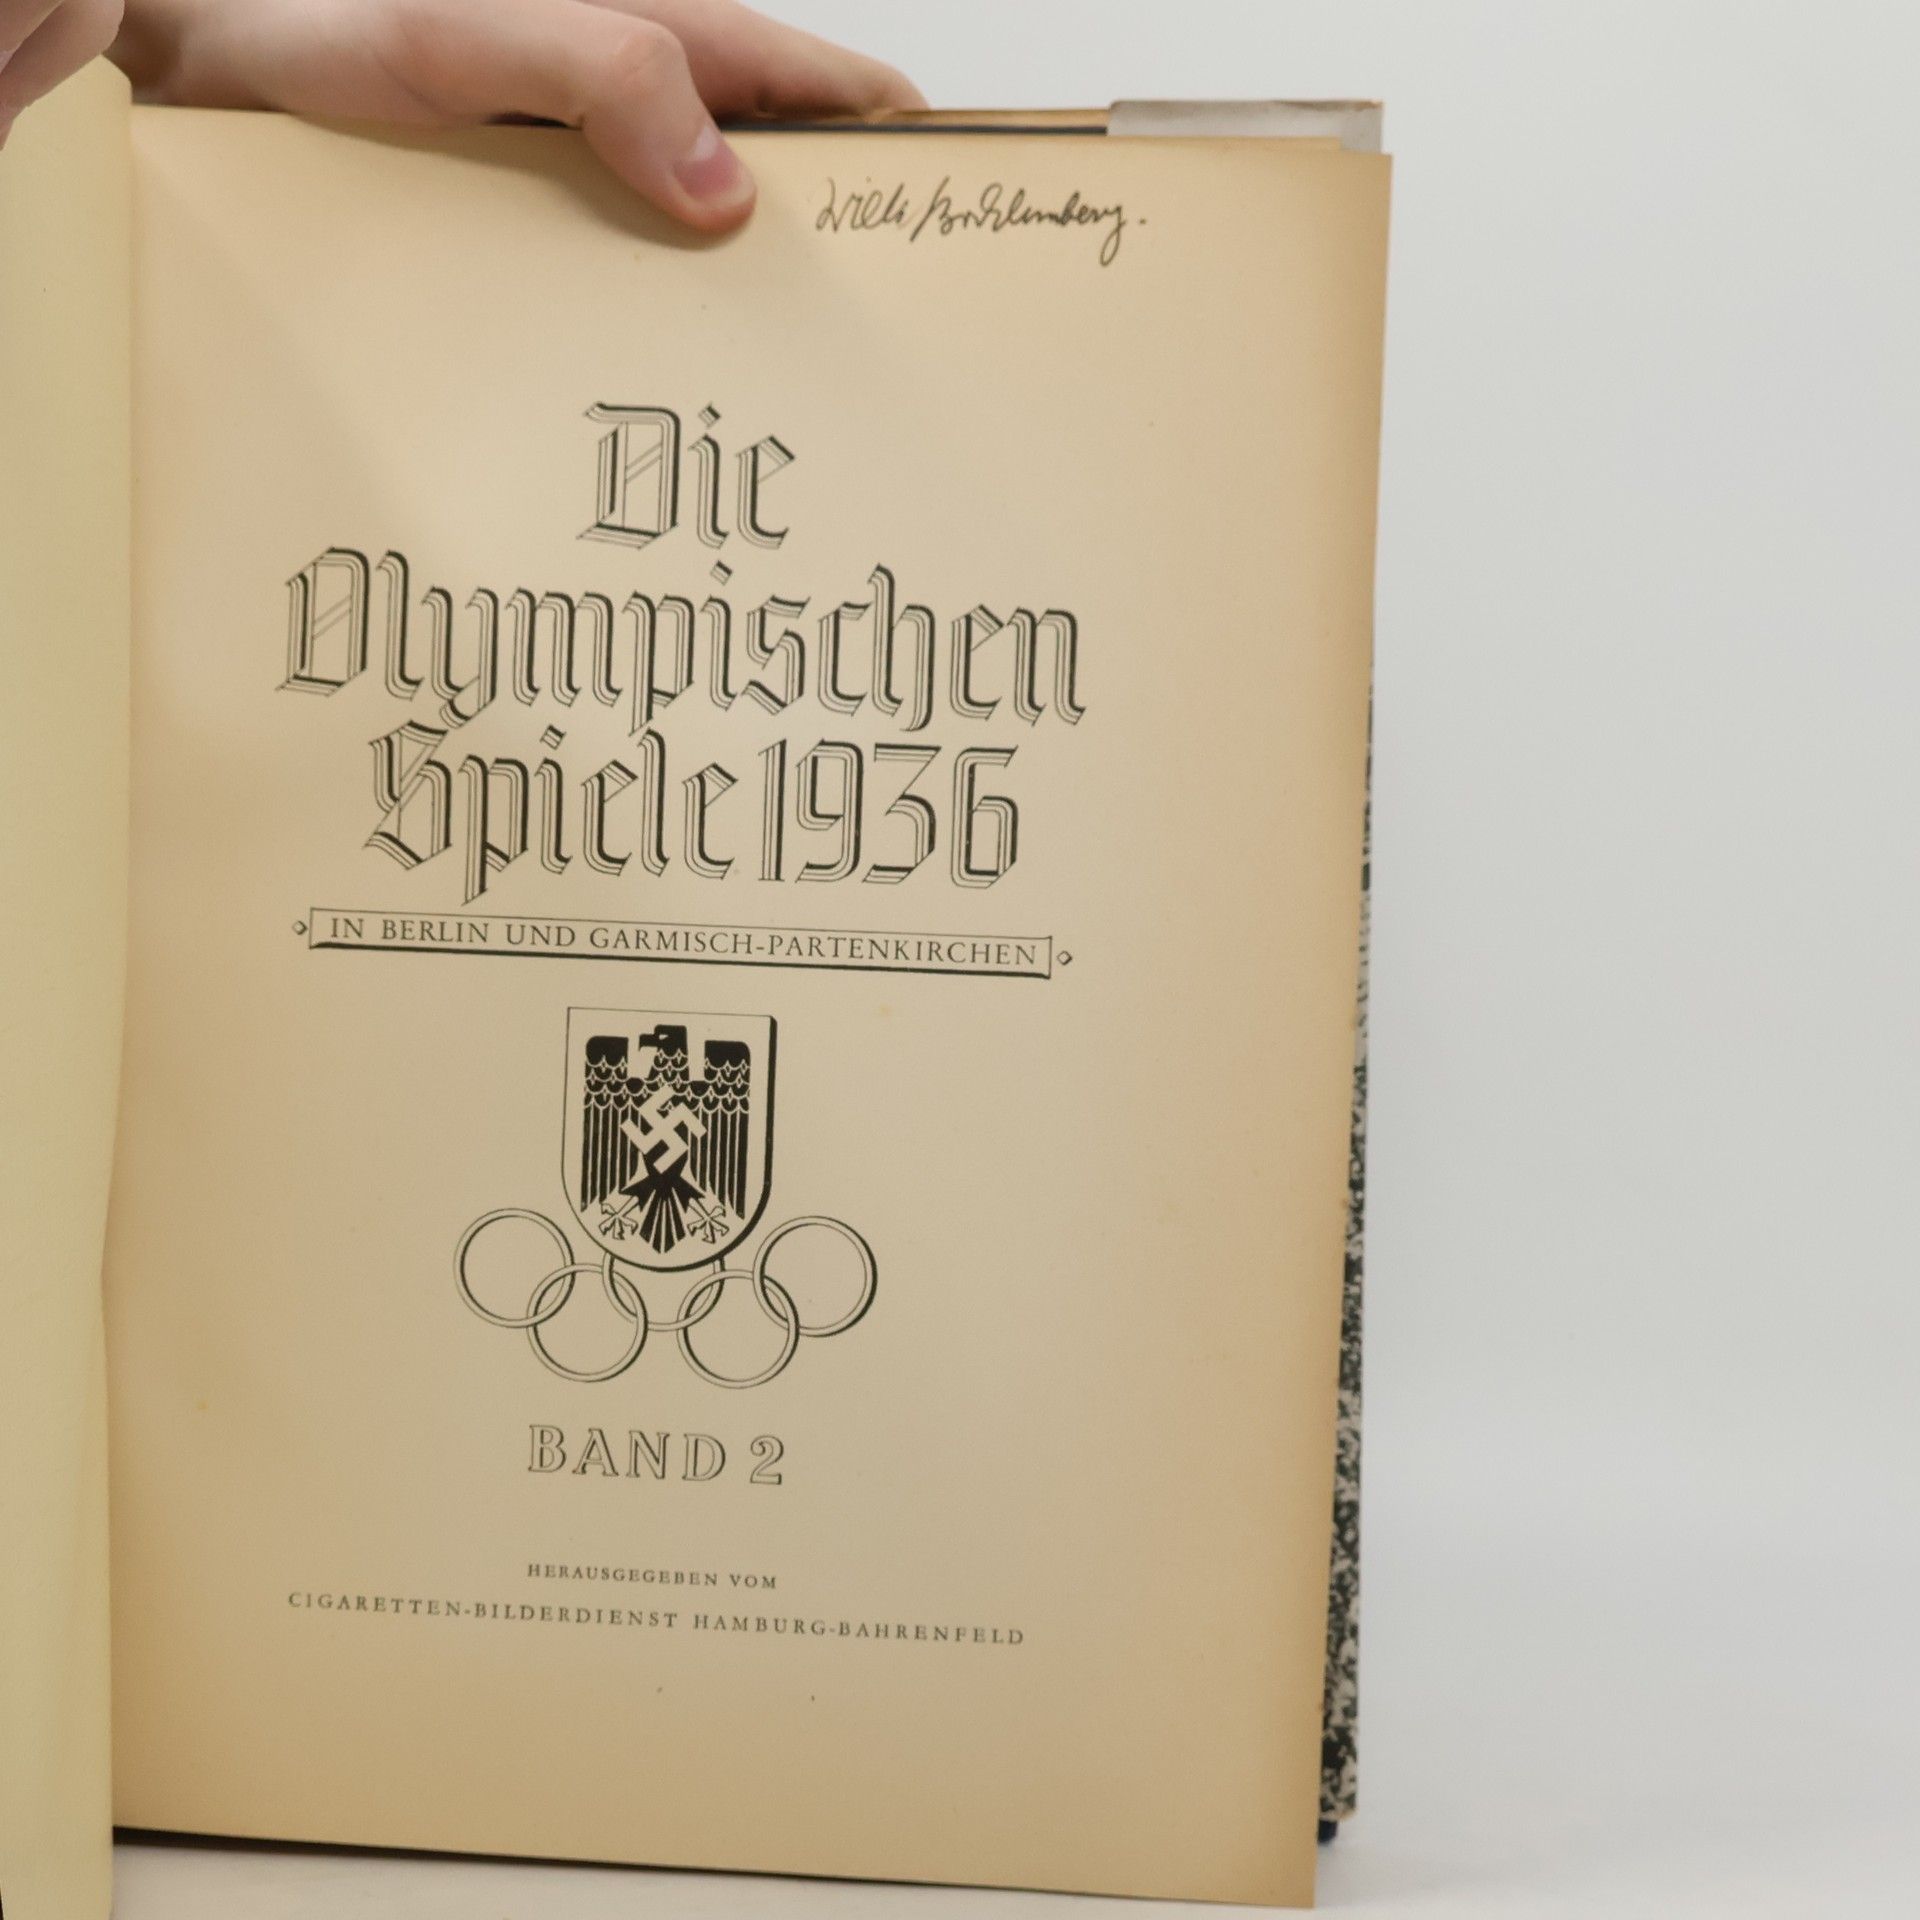 Die
Olympischen
Spiele 1936
IN BERLIN UND GARMISCH-PARTENKIRCHEN
BAND 2
HERAUSGEGEBEN VOM
CIGARETTEN-BILDERDIENST HAMBURG-BAHRENFELD